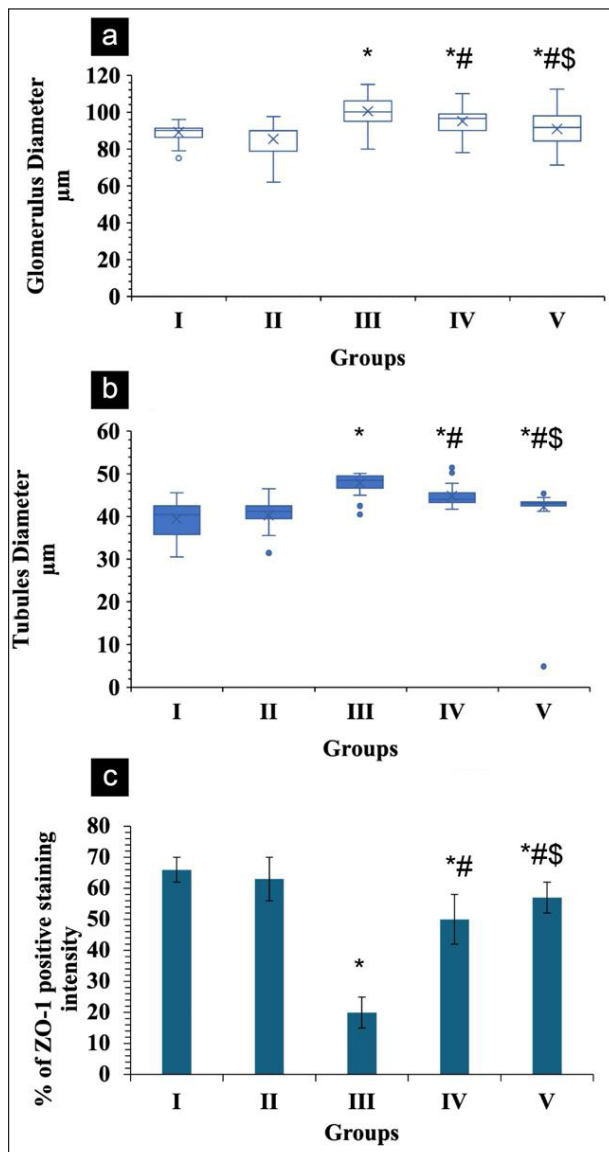 a
* *# *#$
Glomerulus Diameter
µm
120
100
80
60
40
20
0
I II III IV V
Groups
b
* *# *#$
Tubules Diameter
µm
60
50
40
30
20
10
0
I II III IV V
Groups
c
* *# *#$
% of ZO-1 positive staining
intensity
80
70
60
50
40
30
20
10
0
I II III IV V
Groups